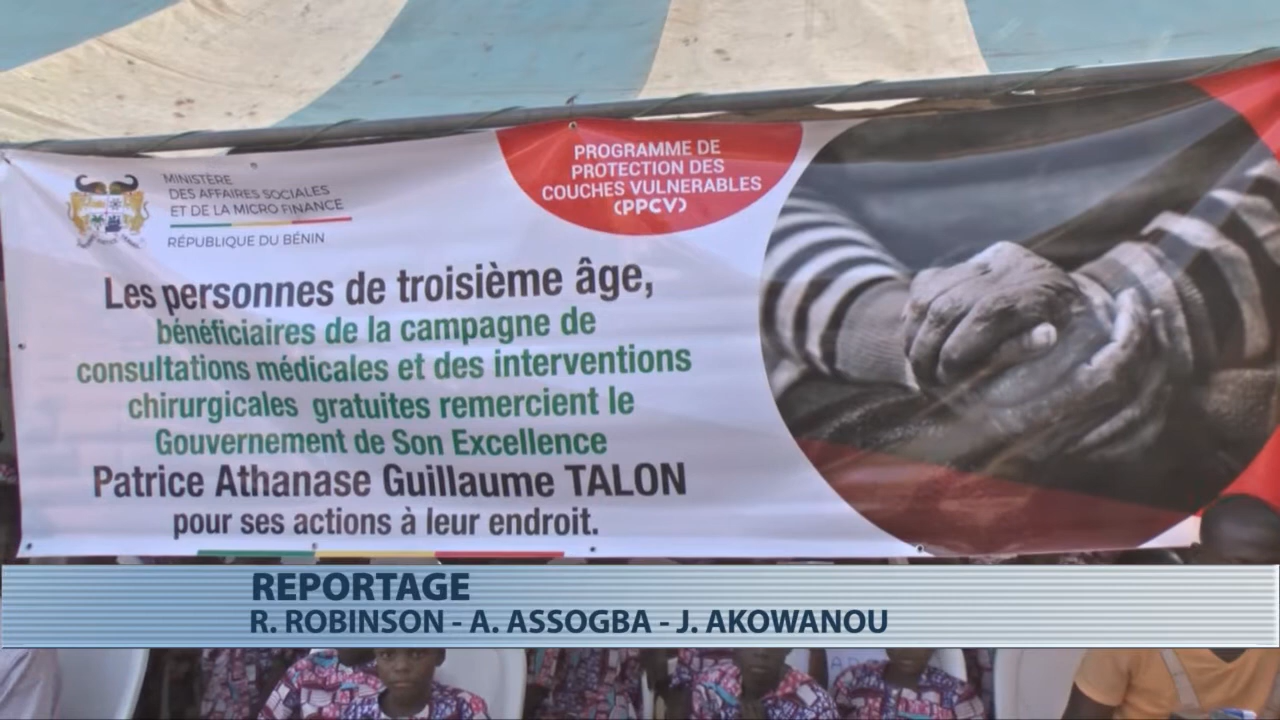 MINISTÈRE
DES AFFAIRES SOCIALES
ET DE LA MICRO FINANCE
RÉPUBLIQUE DU BÉNIN
PROGRAMME DE
PROTECTION DES
COUCHES VULNERABLES
(PPCV)
Les personnes de troisième âge,
bénéficiaires de la campagne de
consultations médicales et des interventions
chirurgicales gratuites remercient le
Gouvernement de Son Excellence
Patrice Athanase Guillaume TALON
pour ses actions à leur endroit.
REPORTAGE
R. ROBINSON - A. ASSOGBA - J. AKOWANOU